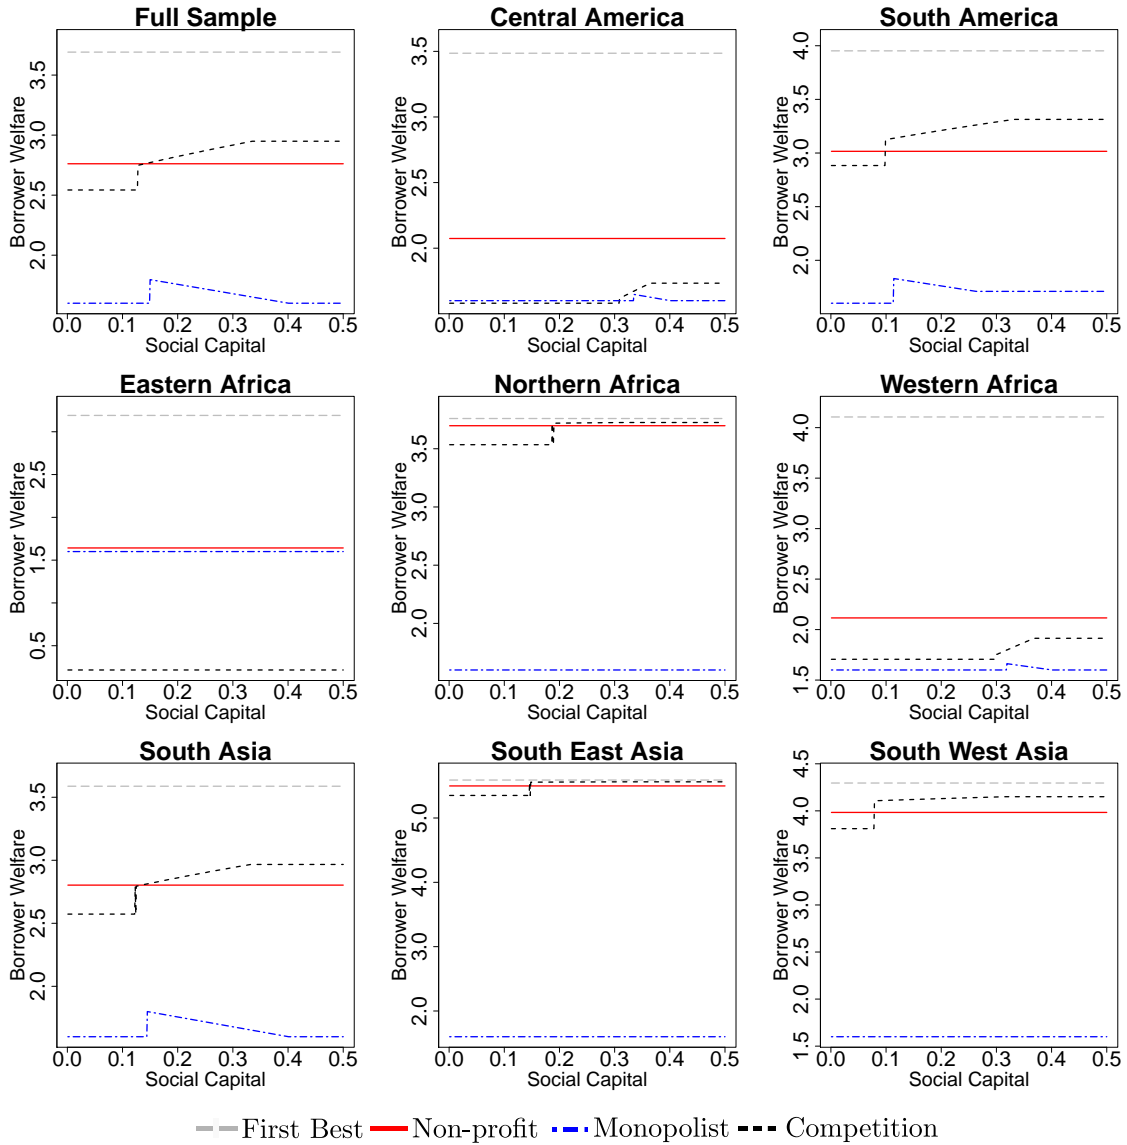 Full Sample
Borrower Welfare
2.0 2.5 3.0 3.5
0.0 0.1 0.2 0.3 0.4 0.5
Social Capital
Central America
Borrower Welfare
2.0 2.5 3.0 3.5
0.0 0.1 0.2 0.3 0.4 0.5
Social Capital
South America
Borrower Welfare
2.0 2.5 3.0 3.5 4.0
0.0 0.1 0.2 0.3 0.4 0.5
Social Capital
Eastern Africa
Borrower Welfare
0.5 1.5 2.5
0.0 0.1 0.2 0.3 0.4 0.5
Social Capital
Northern Africa
Borrower Welfare
2.0 2.5 3.0 3.5
0.0 0.1 0.2 0.3 0.4 0.5
Social Capital
Western Africa
Borrower Welfare
1.5 2.0 2.5 3.0 3.5 4.0
0.0 0.1 0.2 0.3 0.4 0.5
Social Capital
South Asia
Borrower Welfare
2.0 2.5 3.0 3.5
0.0 0.1 0.2 0.3 0.4 0.5
Social Capital
South East Asia
Borrower Welfare
2.0 3.0 4.0 5.0
0.0 0.1 0.2 0.3 0.4 0.5
Social Capital
South West Asia
Borrower Welfare
1.5 2.0 2.5 3.0 3.5 4.0 4.5
0.0 0.1 0.2 0.3 0.4 0.5
Social Capital
First Best Non-profit Monopolist Competition